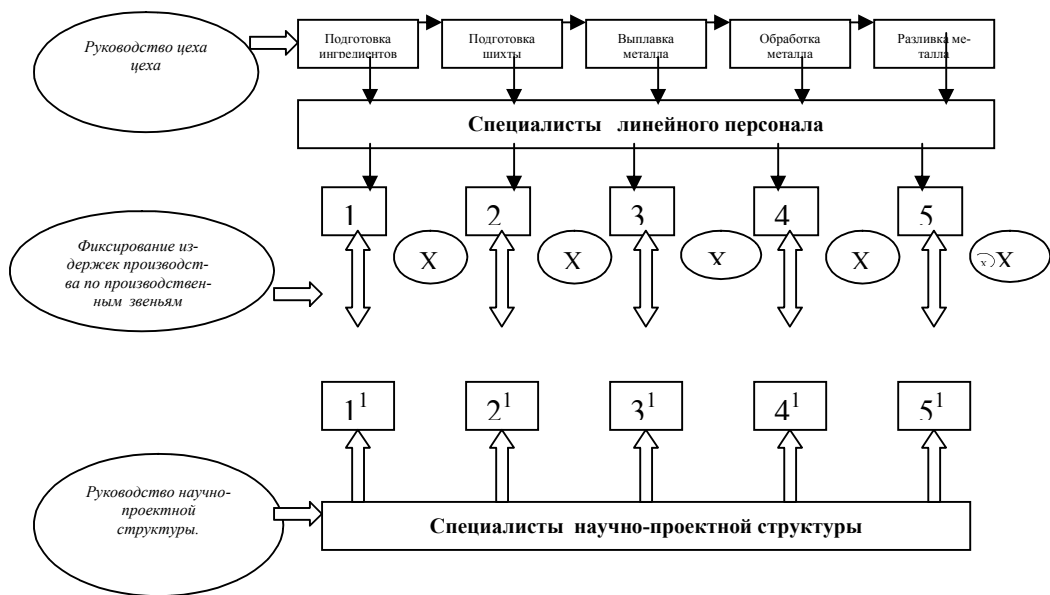 Руководство цеха
цеха
Подготовка
ингредиентов
Подготовка
шихты
Выплавка
металла
Обработка
металла
Разливка ме-
талла
Специалисты линейного персонала
1 2 3 4 5
Фиксирование из-
держек производст-
ва по производствен-
ным звеньям
X X X X x X
1¹ 2¹ 3¹ 4¹ 5¹
Руководство научно-
проектной
структуры.
Специалисты научно-проектной структуры